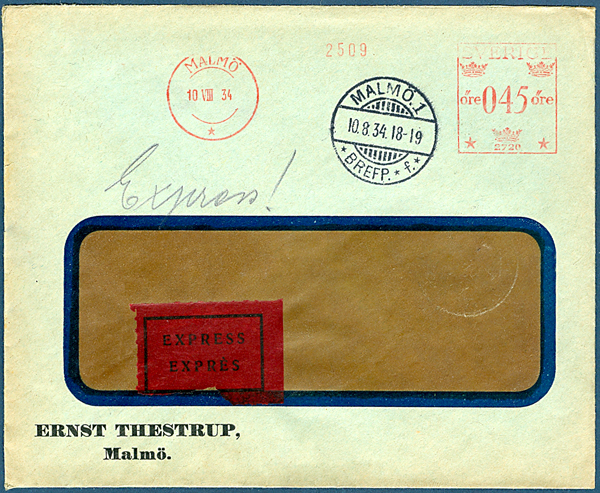 2509
SVERIGE
MALMÖ
10 VIII 34
MALMÖ.1
10.8.34.18-19
BREFP. * f. *
öre 045 öre
2720
Express!
EXPRESS
EXPRÈS
ERNST THESTRUP,
Malmö.